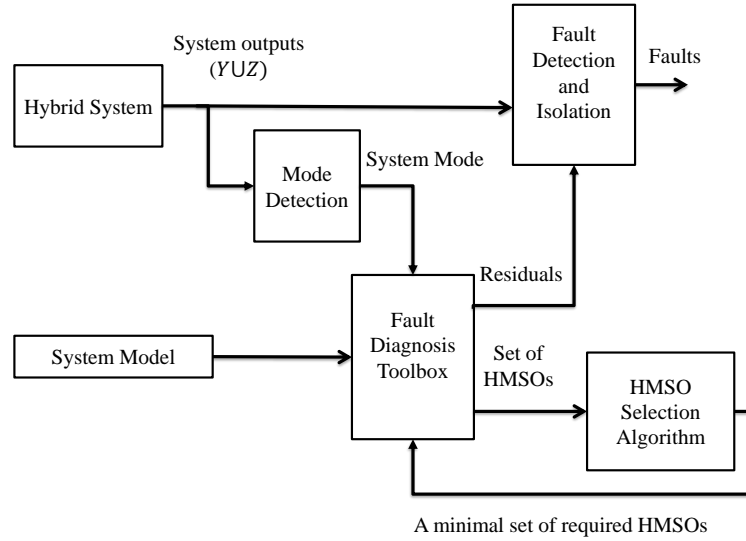 System outputs
(𝑌∪𝑍)
Hybrid System
Fault
Detection
and
Isolation
Faults
Mode
Detection
System Mode
Residuals
System Model
Fault
Diagnosis
Toolbox
Set of
HMSOs
HMSO
Selection
Algorithm
A minimal set of required HMSOs